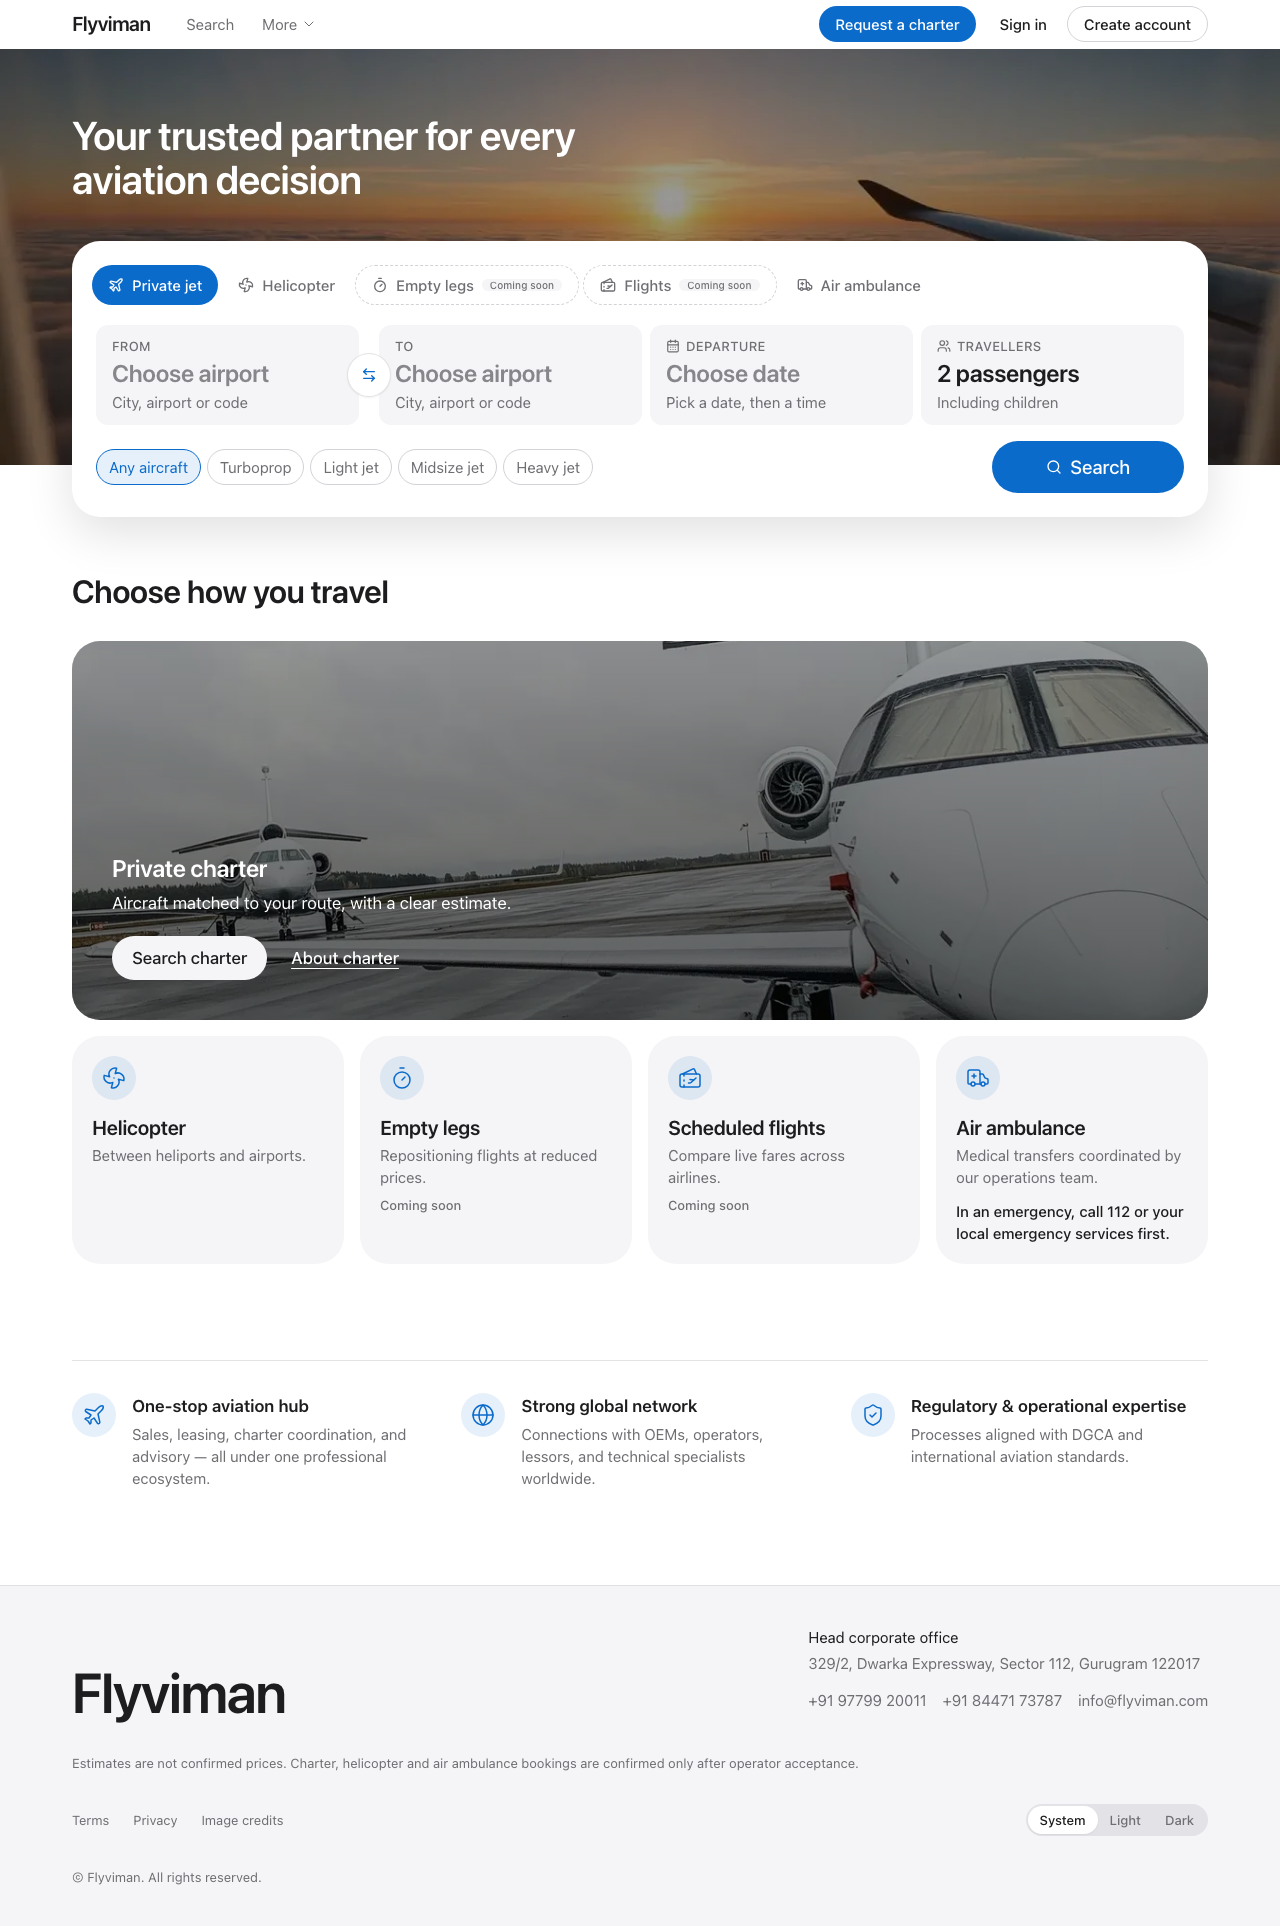 Flyviman
Search
More
Request a charter
Sign in
Create account
Your trusted partner for every
aviation decision
Private jet
Helicopter
Empty legs
Coming soon
Flights
Coming soon
Air ambulance
FROM
Choose airport
City, airport or code
TO
Choose airport
City, airport or code
DEPARTURE
Choose date
Pick a date, then a time
TRAVELLERS
2 passengers
Including children
Any aircraft
Turboprop
Light jet
Midsize jet
Heavy jet
Search
Choose how you travel
Private charter
Aircraft matched to your route, with a clear estimate.
Search charter
About charter
Helicopter
Between heliports and airports.
Empty legs
Repositioning flights at reduced
prices.
Coming soon
Scheduled flights
Compare live fares across
airlines.
Coming soon
Air ambulance
Medical transfers coordinated by
our operations team.
In an emergency, call 112 or your
local emergency services first.
One-stop aviation hub
Sales, leasing, charter coordination, and
advisory — all under one professional
ecosystem.
Strong global network
Connections with OEMs, operators,
lessors, and technical specialists
worldwide.
Regulatory & operational expertise
Processes aligned with DGCA and
international aviation standards.
Flyviman
Head corporate office
329/2, Dwarka Expressway, Sector 112, Gurugram 122017
+91 97799 20011
+91 84471 73787
info@flyviman.com
Estimates are not confirmed prices. Charter, helicopter and air ambulance bookings are confirmed only after operator acceptance.
Terms
Privacy
Image credits
System
Light
Dark
© Flyviman. All rights reserved.